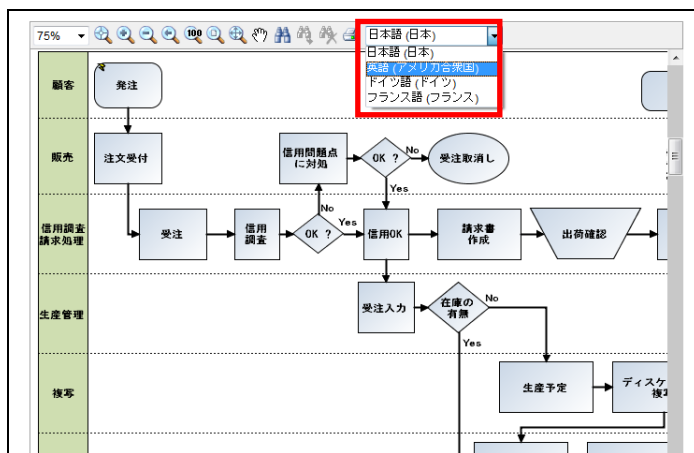 75%
100
日本語 (日本)
日本語 (日本)
英語 (アメリカ合衆国)
ドイツ語 (ドイツ)
フランス語 (フランス)
顧客
発注
販売
注文受付
信用問題点
に対処
OK ?
No
受注取消し
Yes
信用調査
請求処理
受注
信用
調査
No
OK ?
Yes
信用OK
請求書
作成
出荷確認
生産管理
受注入力
在庫の
有無
No
Yes
複写
生産予定
ディスケ